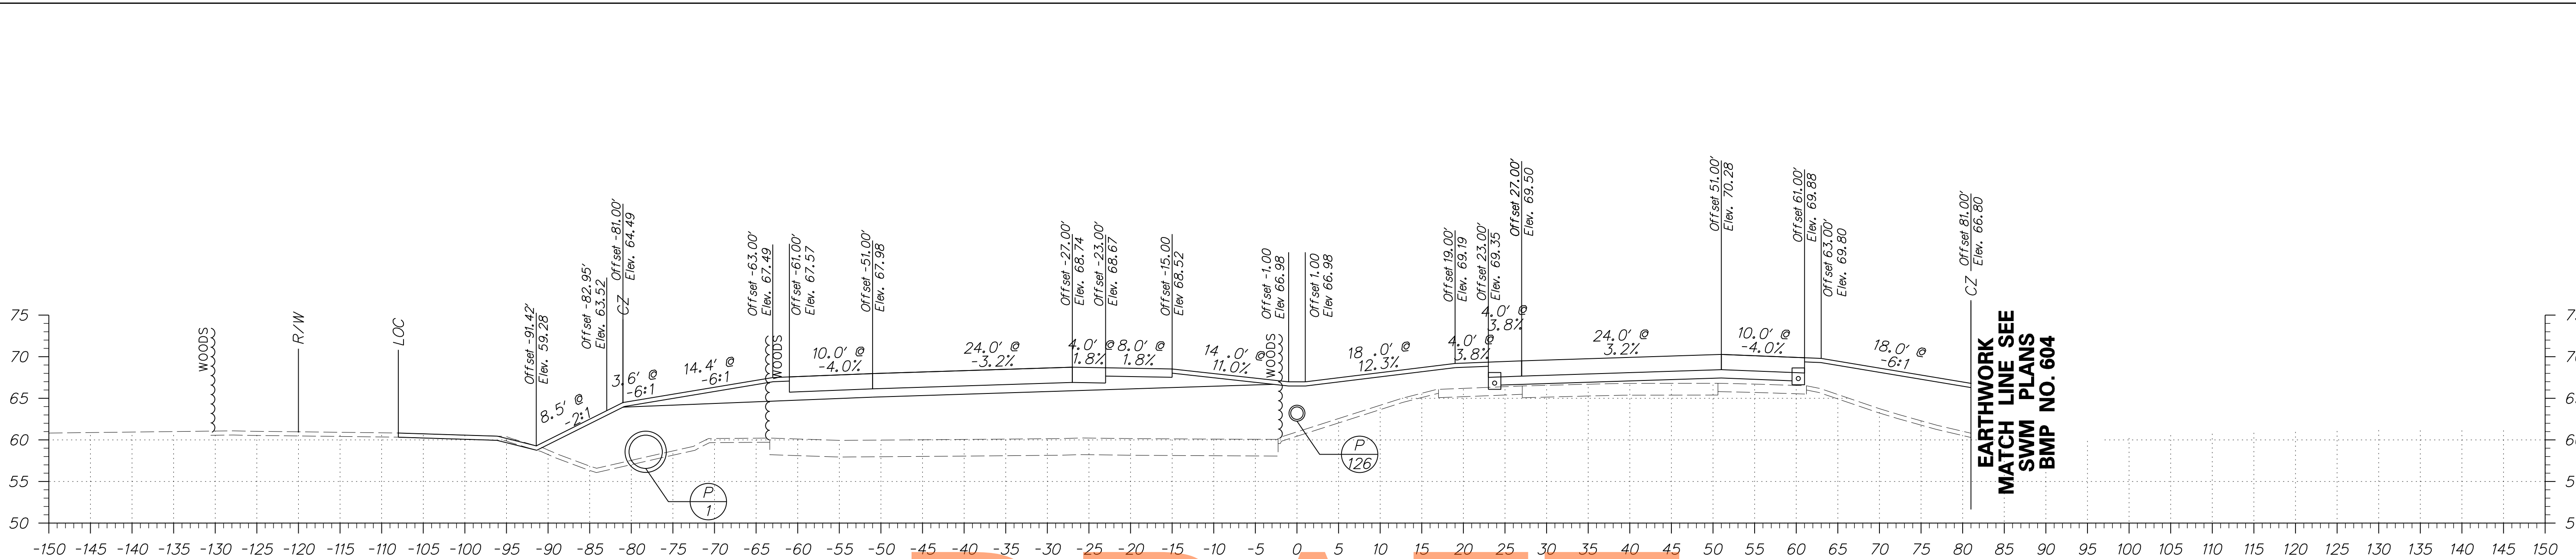 WOODS
R/W
LOC
Offset -91.42'
Elev. 59.28
8.5' @
-2:1
Offset -82.95'
Elev. 63.52
Offset -81.00'
Elev. 64.49
CZ
3.6' @
-6:1
14.4' @
-6:1
Offset -63.00'
Elev. 67.49
WOODS
Offset -61.00'
Elev. 67.57
10.0' @
-4.0%
Offset -51.00'
Elev. 67.98
24.0' @
-3.2%
Offset -27.00'
Elev. 68.74
4.0' @
1.8%
Offset -23.00'
Elev. 68.67
8.0' @
1.8%
Offset -15.00
Elev 68.52
14 .0' @
11.0%
Offset -1.00
Elev 66.98
WOODS
Offset 1.00
Elev 66.98
18 .0' @
12.3%
Offset 19.00'
Elev. 69.19
4.0' @
3.8%
Offset 23.00'
Elev. 69.35
4.0' @
3.8%
Offset 27.00'
Elev. 69.50
24.0' @
3.2%
Offset 51.00'
Elev. 70.28
10.0' @
-4.0%
Offset 61.00'
Elev. 69.88
Offset 63.00'
Elev. 69.80
18.0' @
-6:1
Offset 81.00'
Elev. 66.80
CZ
EARTHWORK
MATCH LINE SEE
SWM PLANS
BMP NO. 604
P
1
P
126
75
70
65
60
55
50
-150 -145 -140 -135 -130 -125 -120 -115 -110 -105 -100 -95 -90 -85 -80 -75 -70 -65 -60 -55 -50 -45 -40 -35 -30 -25 -20 -15 -10 -5 0 5 10 15 20 25 30 35 40 45 50 55 60 65 70 75 80 85 90 95 100 105 110 115 120 125 130 135 140 145 150